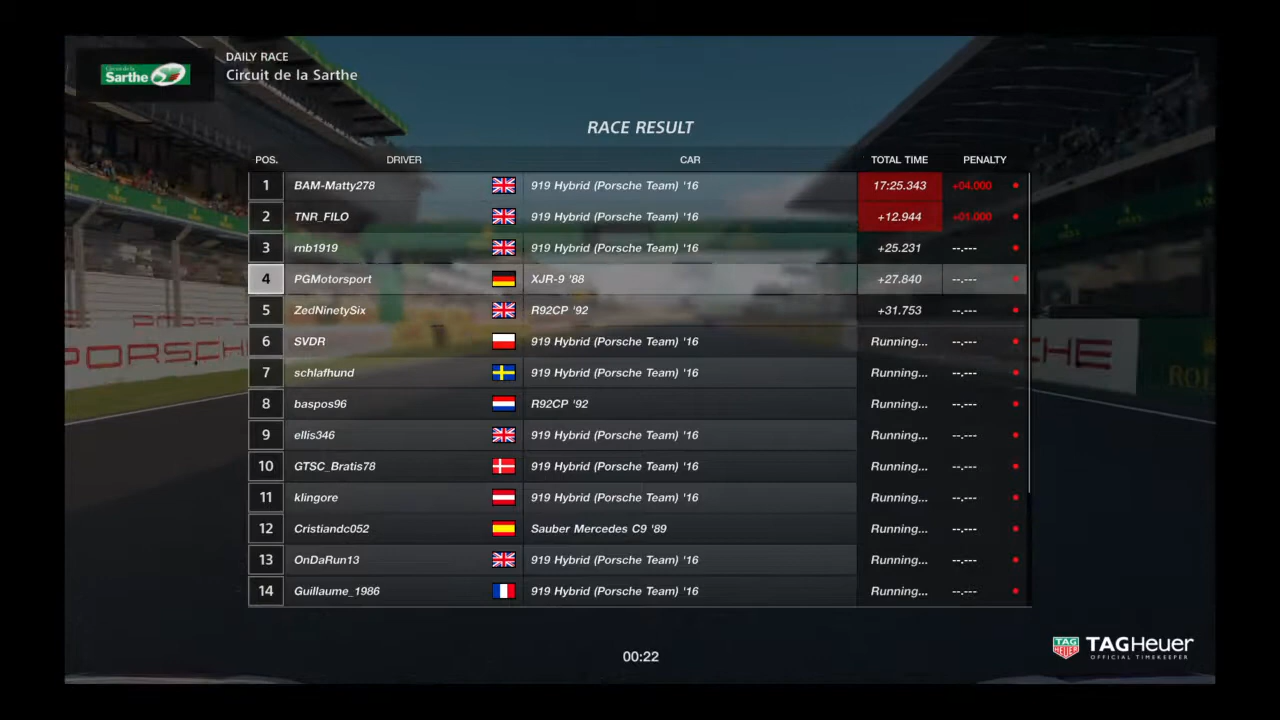 Circuit de la
Sarthe
DAILY RACE
Circuit de la Sarthe
RACE RESULT
POS. DRIVER CAR TOTAL TIME PENALTY
1 BAM-Matty278 919 Hybrid (Porsche Team) '16 17:25.343 +04.000
2 TNR_FILO 919 Hybrid (Porsche Team) '16 +12.944 +01.000
3 rnb1919 919 Hybrid (Porsche Team) '16 +25.231 --.---
4 PGMotorsport XJR-9 '88 +27.840 --.---
5 ZedNinetySix R92CP '92 +31.753 --.---
6 SVDR 919 Hybrid (Porsche Team) '16 Running... --.---
7 schlafhund 919 Hybrid (Porsche Team) '16 Running... --.---
8 baspos96 R92CP '92 Running... --.---
9 ellis346 919 Hybrid (Porsche Team) '16 Running... --.---
10 GTSC_Bratis78 919 Hybrid (Porsche Team) '16 Running... --.---
11 klingore 919 Hybrid (Porsche Team) '16 Running... --.---
12 Cristiandc052 Sauber Mercedes C9 '89 Running... --.---
13 OnDaRun13 919 Hybrid (Porsche Team) '16 Running... --.---
14 Guillaume_1986 919 Hybrid (Porsche Team) '16 Running... --.---
PORSCHE
00:22
TAG HEUER
TAGHeuer
OFFICIAL TIMEKEEPER